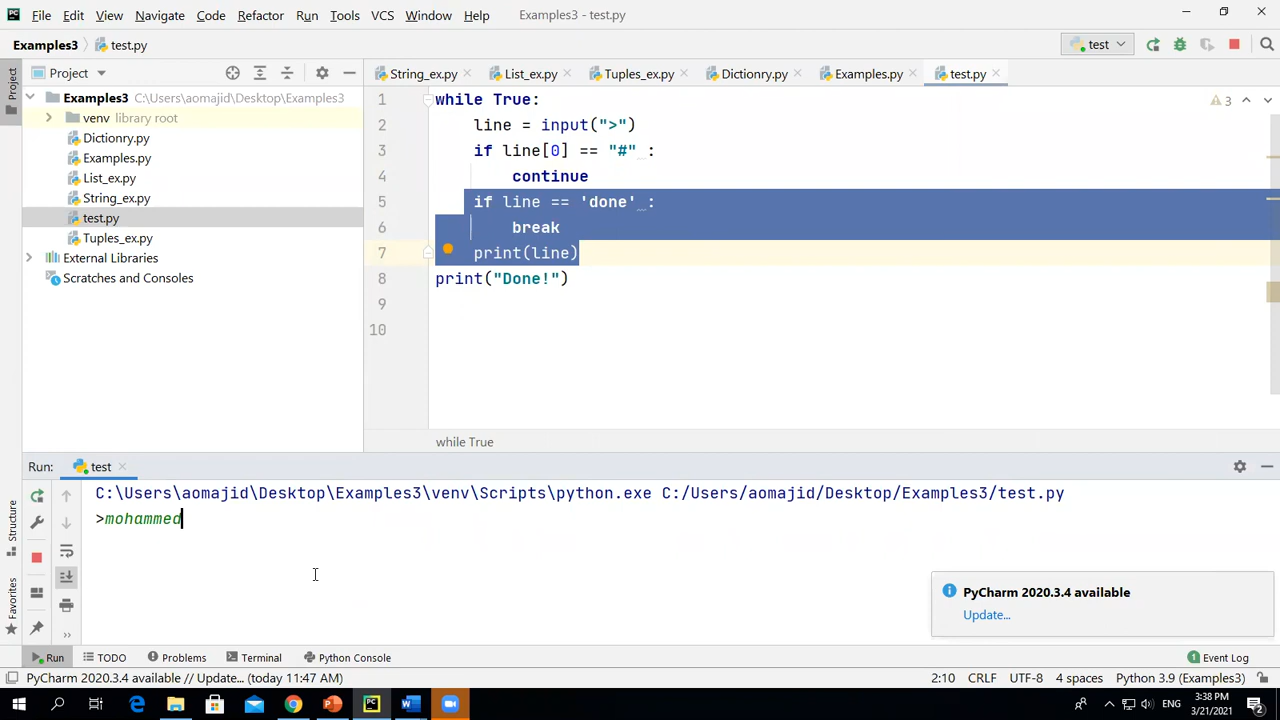 PC File Edit View Navigate Code Refactor Run Tools VCS Window Help Examples3 - test.py
Examples3 test.py test
Project
Project String_ex.py List_ex.py Tuples_ex.py Dictionry.py Examples.py test.py
Examples3 C:\Users\aomajid\Desktop\Examples3
venv library root
Dictionry.py
Examples.py
List_ex.py
String_ex.py
test.py
Tuples_ex.py
External Libraries
Scratches and Consoles
1 while True:
2 line = input(">")
3 if line[0] == "#" :
4 continue
5 if line == 'done' :
6 break
7 print(line)
8 print("Done!")
9
10
3
while True
Run: test
C:\Users\aomajid\Desktop\Examples3\venv\Scripts\python.exe C:/Users/aomajid/Desktop/Examples3/test.py
>mohammed
Structure
Favorites
PyCharm 2020.3.4 available
Update...
Run TODO Problems Terminal Python Console 1 Event Log
PyCharm 2020.3.4 available // Update... (today 11:47 AM) 2:10 CRLF UTF-8 4 spaces Python 3.9 (Examples3)
ENG 3:38 PM
3/21/2021 2